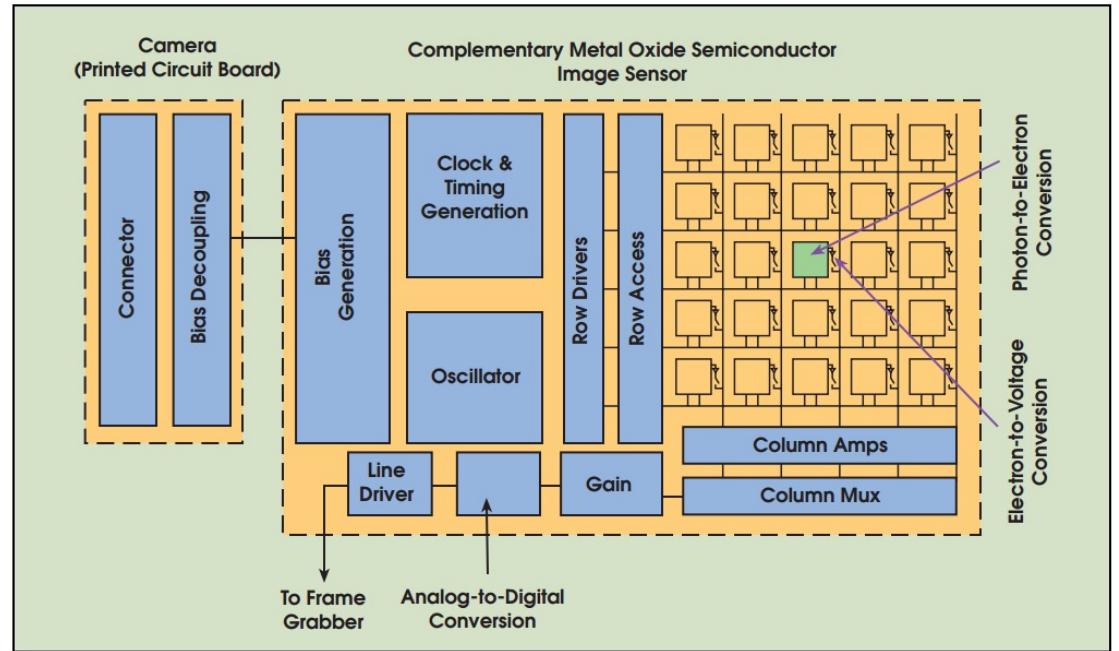 Camera
(Printed Circuit Board)
Complementary Metal Oxide Semiconductor
Image Sensor
Connector
Bias Decoupling
Bias
Generation
Clock &
Timing
Generation
Oscillator
Row Drivers
Row Access
Photon-to-Electron
Conversion
Electron-to-Voltage
Conversion
Column Amps
Column Mux
Gain
Line
Driver
To Frame
Grabber
Analog-to-Digital
Conversion